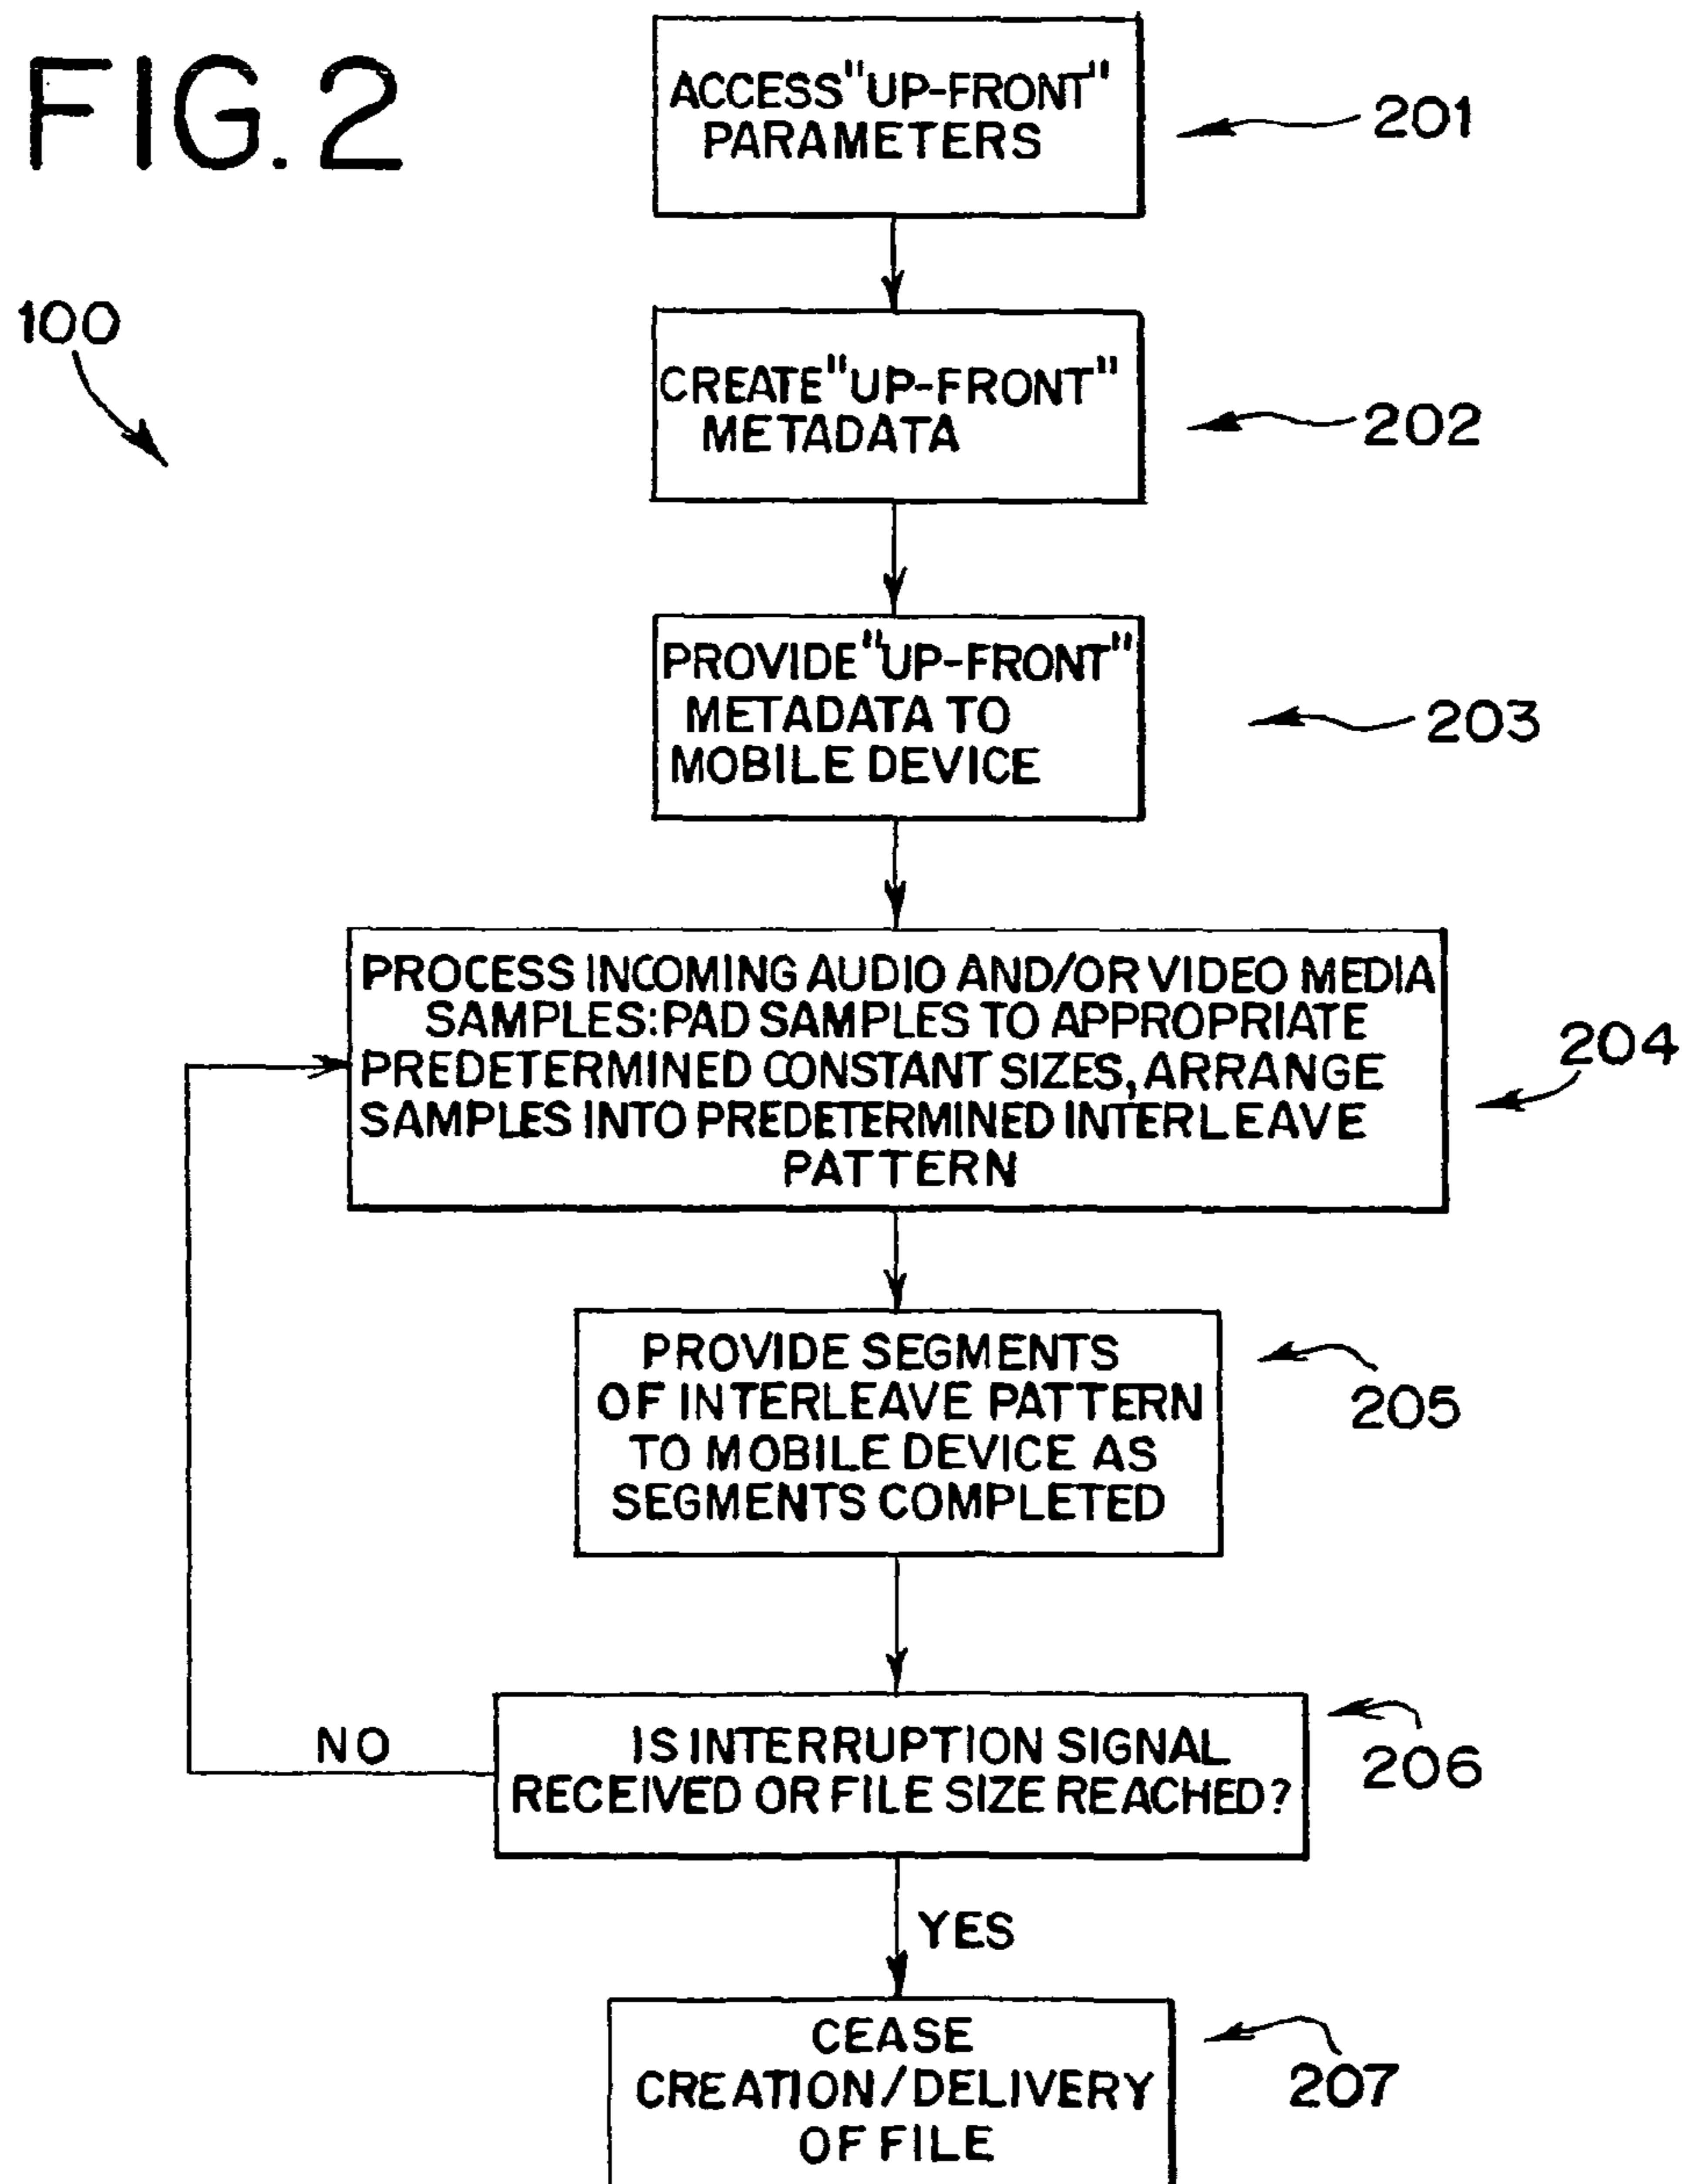 FIG. 2
ACCESS "UP-FRONT"
PARAMETERS
201
100
CREATE "UP-FRONT"
METADATA
202
PROVIDE "UP-FRONT"
METADATA TO
MOBILE DEVICE
203
PROCESS INCOMING AUDIO AND/OR VIDEO MEDIA
SAMPLES: PAD SAMPLES TO APPROPRIATE
PREDETERMINED CONSTANT SIZES, ARRANGE
SAMPLES INTO PREDETERMINED INTERLEAVE
PATTERN
204
PROVIDE SEGMENTS
OF INTERLEAVE PATTERN
TO MOBILE DEVICE AS
SEGMENTS COMPLETED
205
NO
IS INTERRUPTION SIGNAL
RECEIVED OR FILE SIZE REACHED?
206
YES
CEASE
CREATION/DELIVERY
OF FILE
207